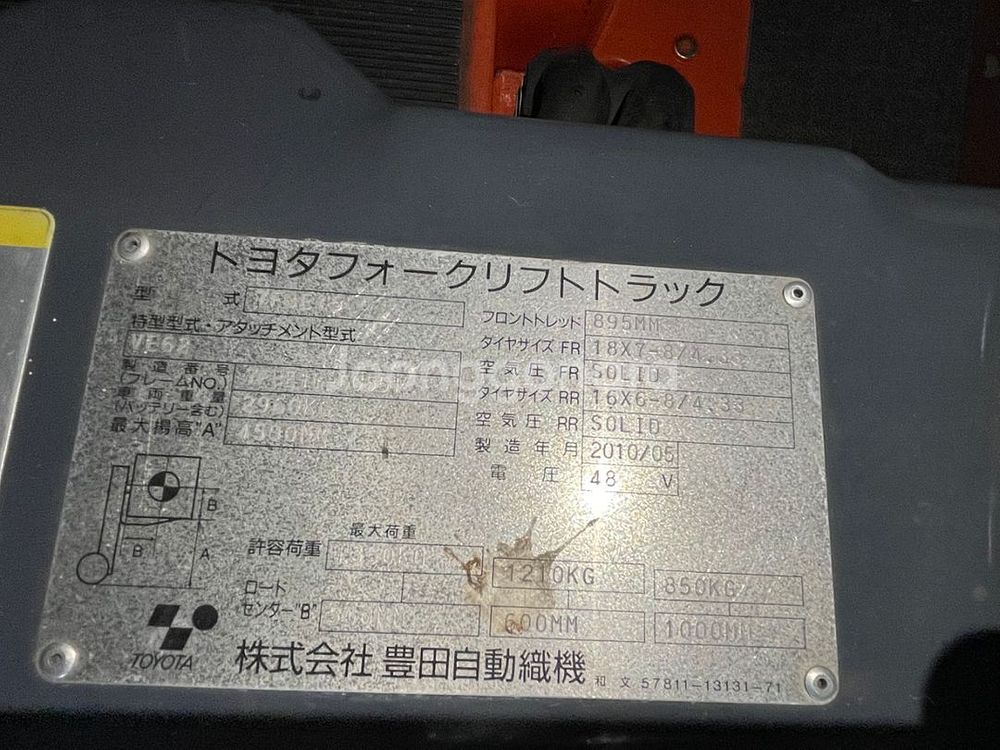 トヨタフォークリフトトラック
型 式
特型型式・アタッチメント型式
VF62
製造番号
(フレームNO.)
車両重量
(バッテリー含む)
最大揚高"A"
フロントトレッド 895MM
タイヤサイズ FR 18X7-8/4.33
空気圧 FR SOLID
タイヤサイズ RR 16X6-8/4.33
空気圧 RR SOLID
製造年月 2010/05
電圧 48 V
B
B
A
最大荷重
許容荷重 1210KG 850KG
ロード
センター"B" 600MM 1000MM
TOYOTA
株式会社 豊田自動織機
和文 57811-13131-71